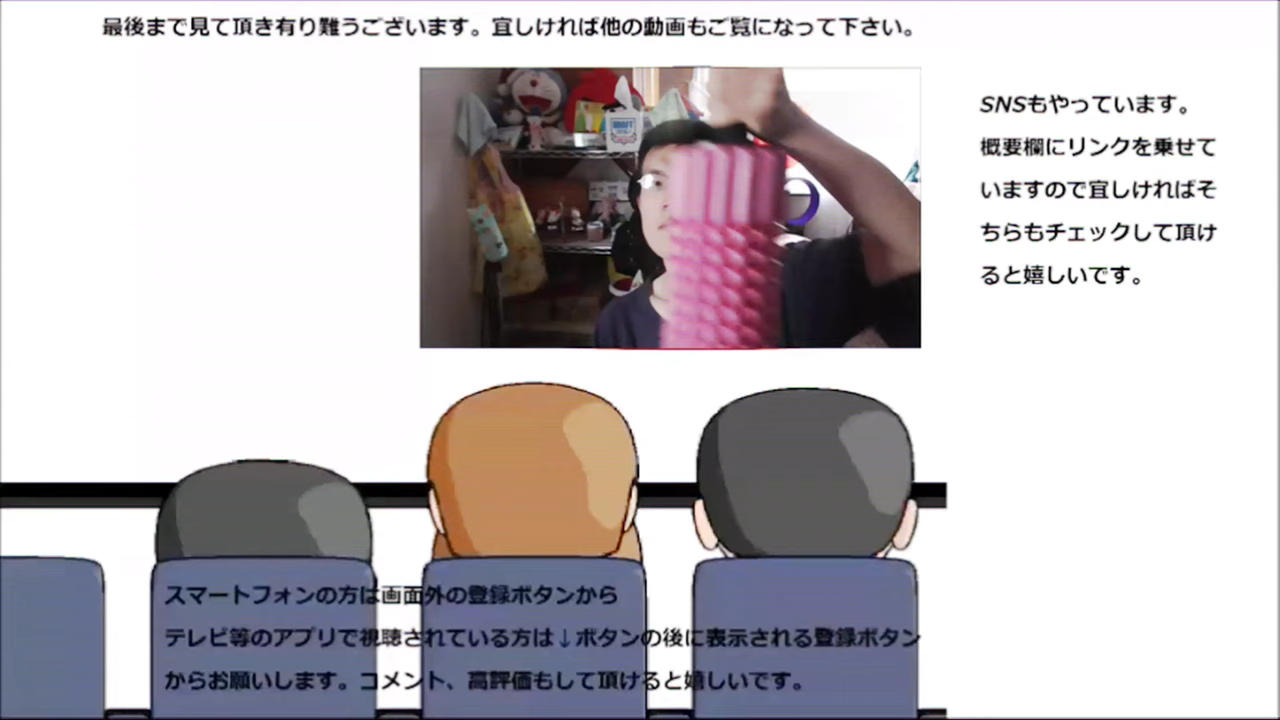 最後まで見て頂き有り難うございます。宜しければ他の動画もご覧になって下さい。
SNSもやっています。
概要欄にリンクを乗せて
いますので宜しければそ
ちらもチェックして頂け
ると嬉しいです。
スマートフォンの方は画面外の登録ボタンから
テレビ等のアプリで視聴されている方は↓ボタンの後に表示される登録ボタン
からお願いします。コメント、高評価もして頂けると嬉しいです。